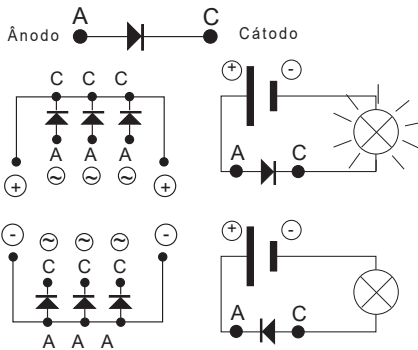 A C
Ânodo Cátodo
C C C
A A A
+ ~ ~ ~ +
+ -
A C
- ~ ~ ~ -
C C C
A A A
+ -
A C